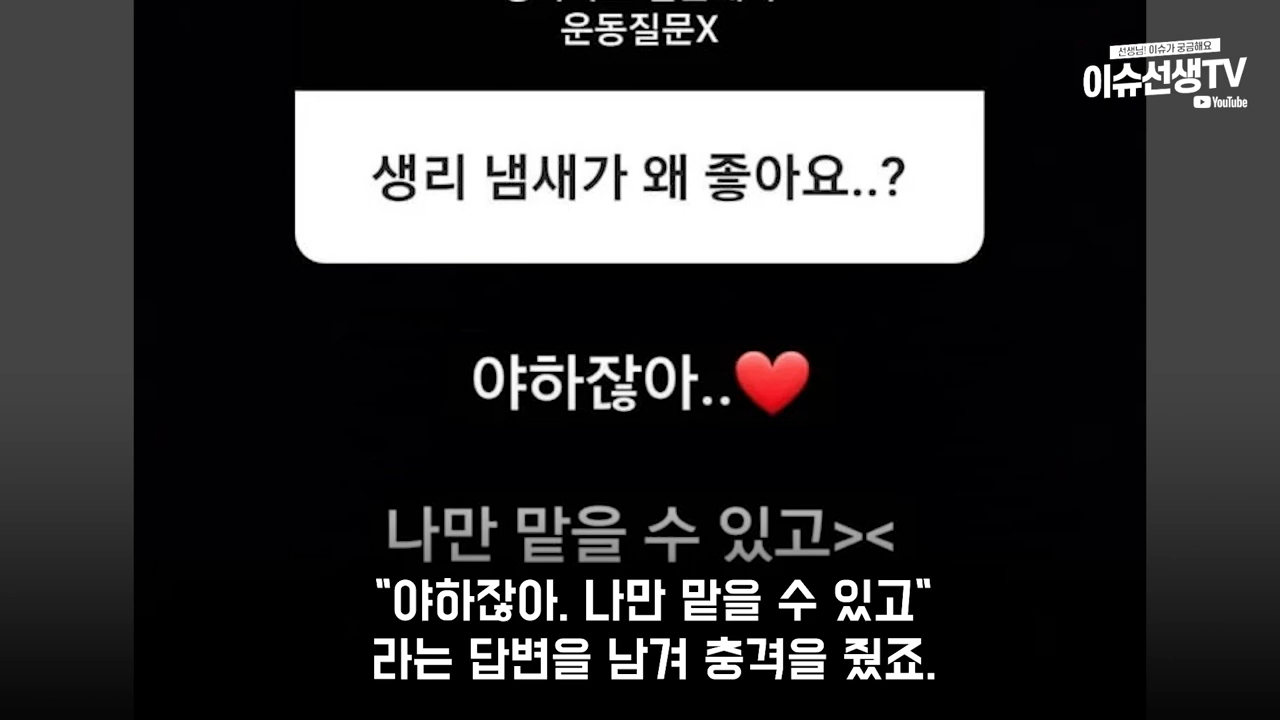 운동질문X
선생님! 이슈가 궁금해요
이슈선생TV
YouTube
생리 냄새가 왜 좋아요..?
야하잖아..❤️
나만 맡을 수 있고><
"야하잖아. 나만 맡을 수 있고"
라는 답변을 남겨 충격을 줬죠.